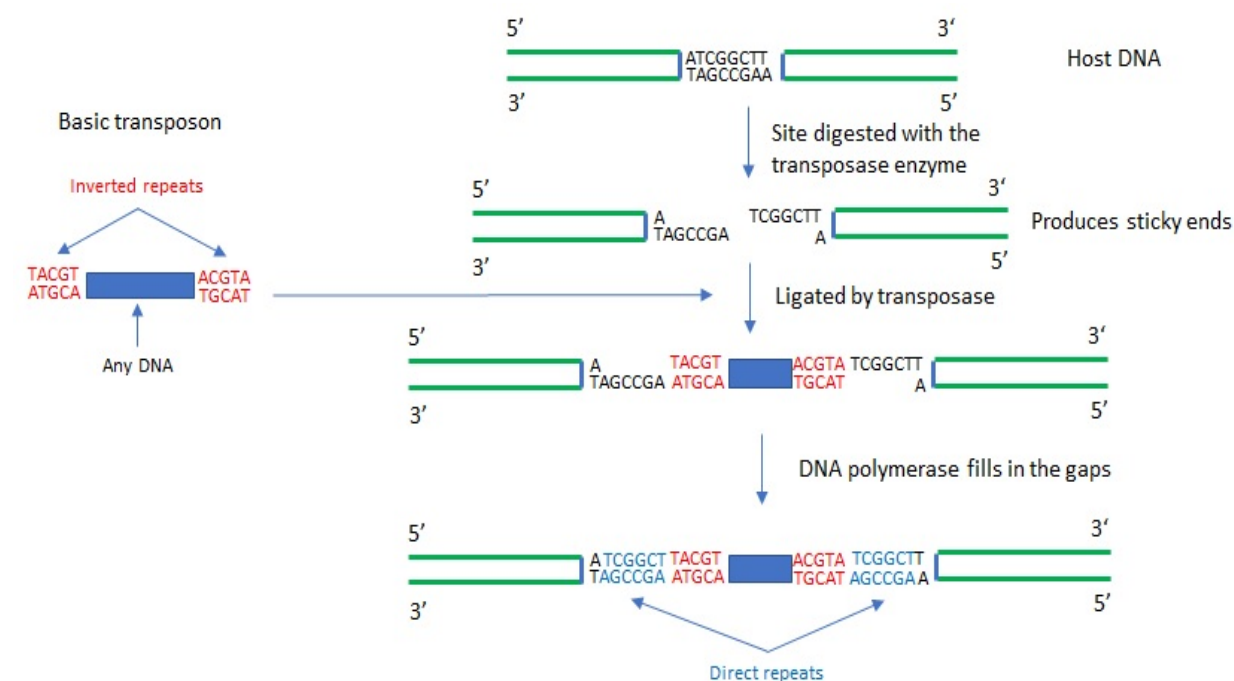 5’ 3‘
ATCGGCTT
TAGCCGAA
Host DNA
3’ 5’
Basic transposon
Site digested with the
transposase enzyme
Inverted repeats
5’ 3‘
A TCGGCTT
TAGCCGA A
Produces sticky ends
3’ 5’
TACGT ACGTA
ATGCA TGCAT
Ligated by transposase
Any DNA
5’ 3‘
A TACGT ACGTA TCGGCTT
TAGCCGA ATGCA TGCAT A
3’ 5’
DNA polymerase fills in the gaps
5’ 3‘
ATCGGCT TACGT ACGTA TCGGCTT
TAGCCGA ATGCA TGCAT AGCCGAA
3’ 5’
Direct repeats